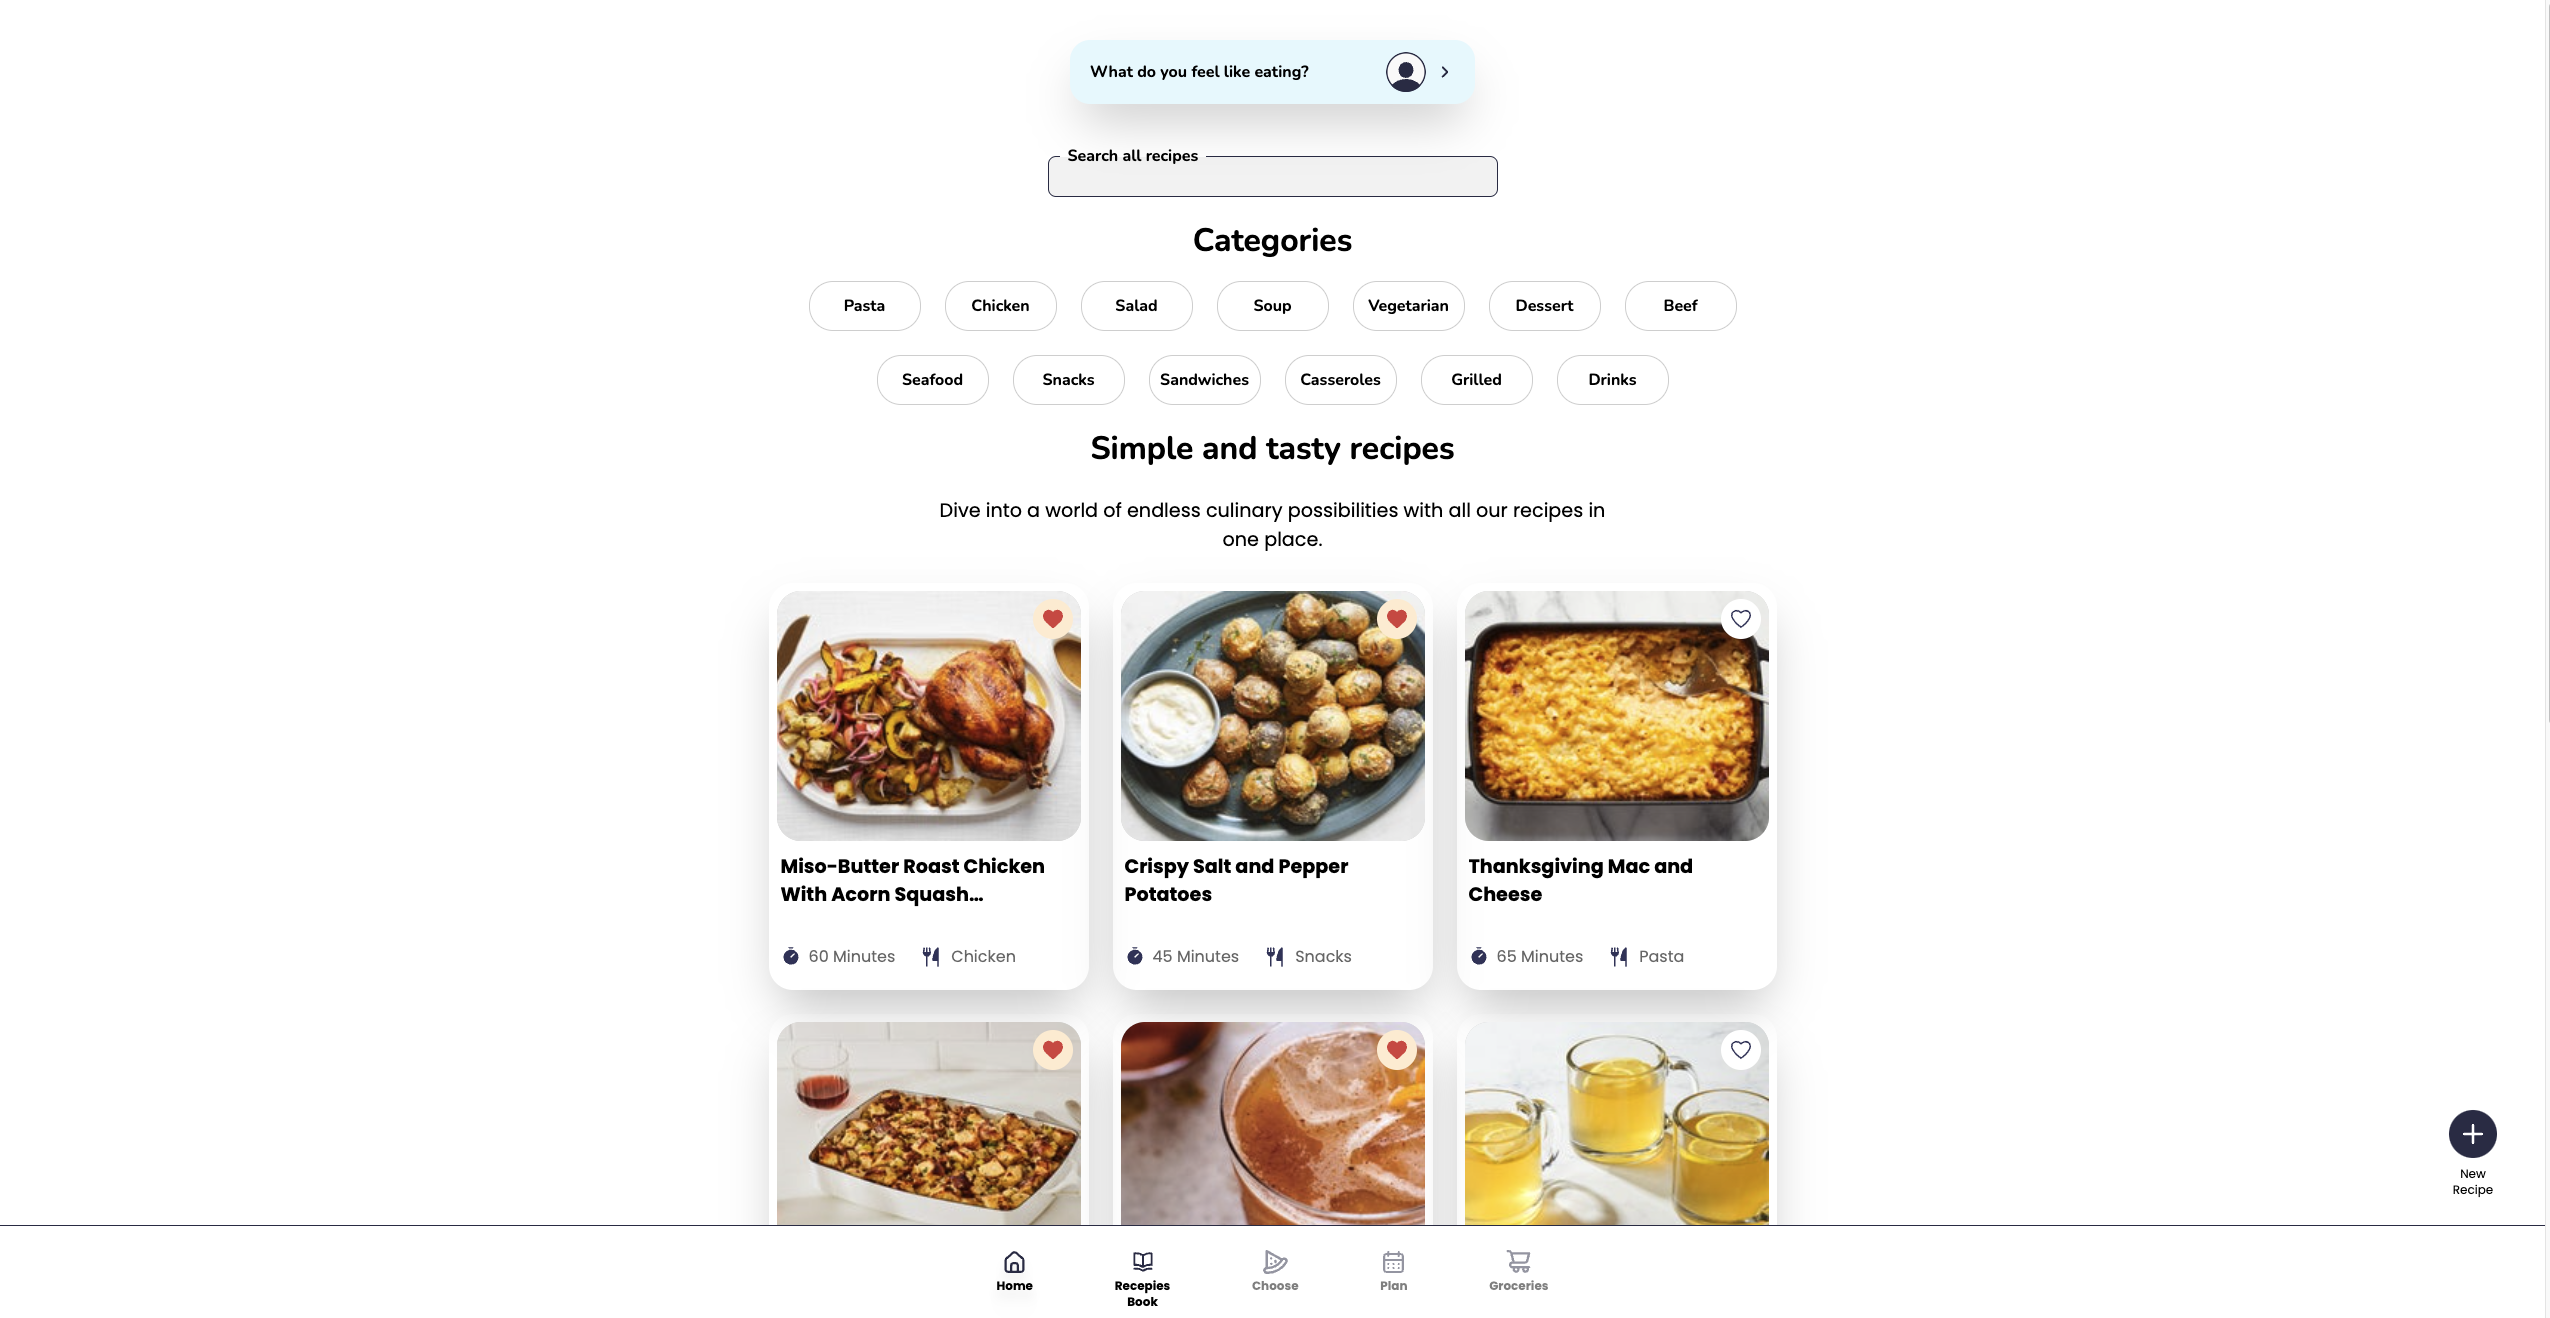 What do you feel like eating?
Search all recipes
Categories
Pasta
Chicken
Salad
Soup
Vegetarian
Dessert
Beef
Seafood
Snacks
Sandwiches
Casseroles
Grilled
Drinks
Simple and tasty recipes
Dive into a world of endless culinary possibilities with all our recipes in
one place.
Miso-Butter Roast Chicken
With Acorn Squash...
60 Minutes
Chicken
Crispy Salt and Pepper
Potatoes
45 Minutes
Snacks
Thanksgiving Mac and
Cheese
65 Minutes
Pasta
New
Recipe
Home
Recepies
Book
Choose
Plan
Groceries